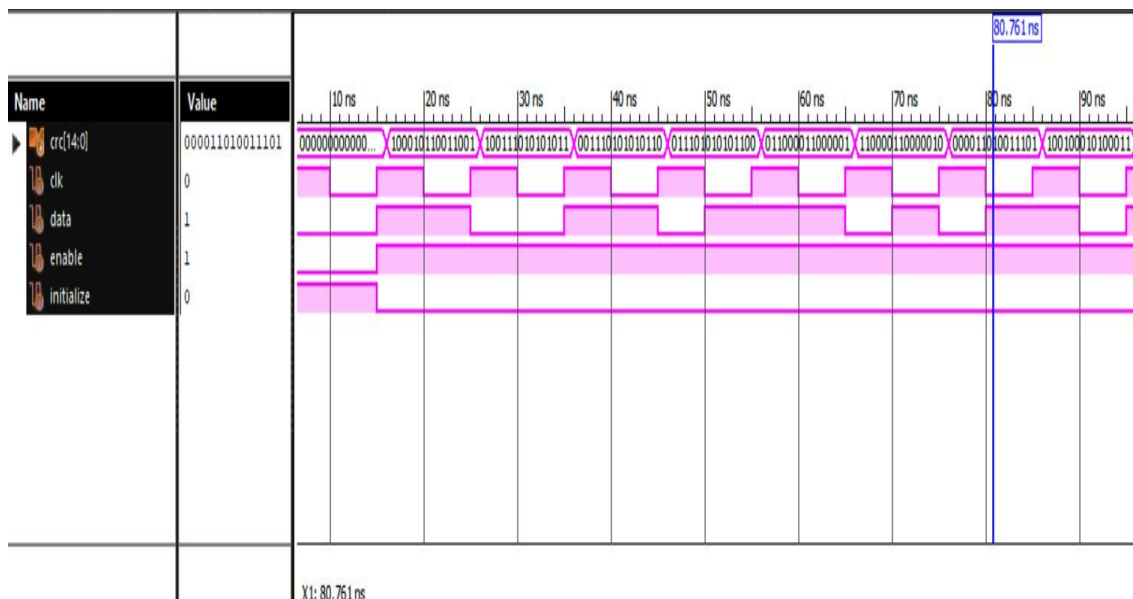 80.761 ns
Name Value 10 ns 20 ns 30 ns 40 ns 50 ns 60 ns 70 ns 80 ns 90 ns
crc[14:0] 000011010011101 000000000000... 100010110011001 100111010101011 001110101010110 011101010101100 011000011000001 110000110000010 000011010011101 100100010100011
clk 0
data 1
enable 1
initialize 0
X1: 80.761 ns